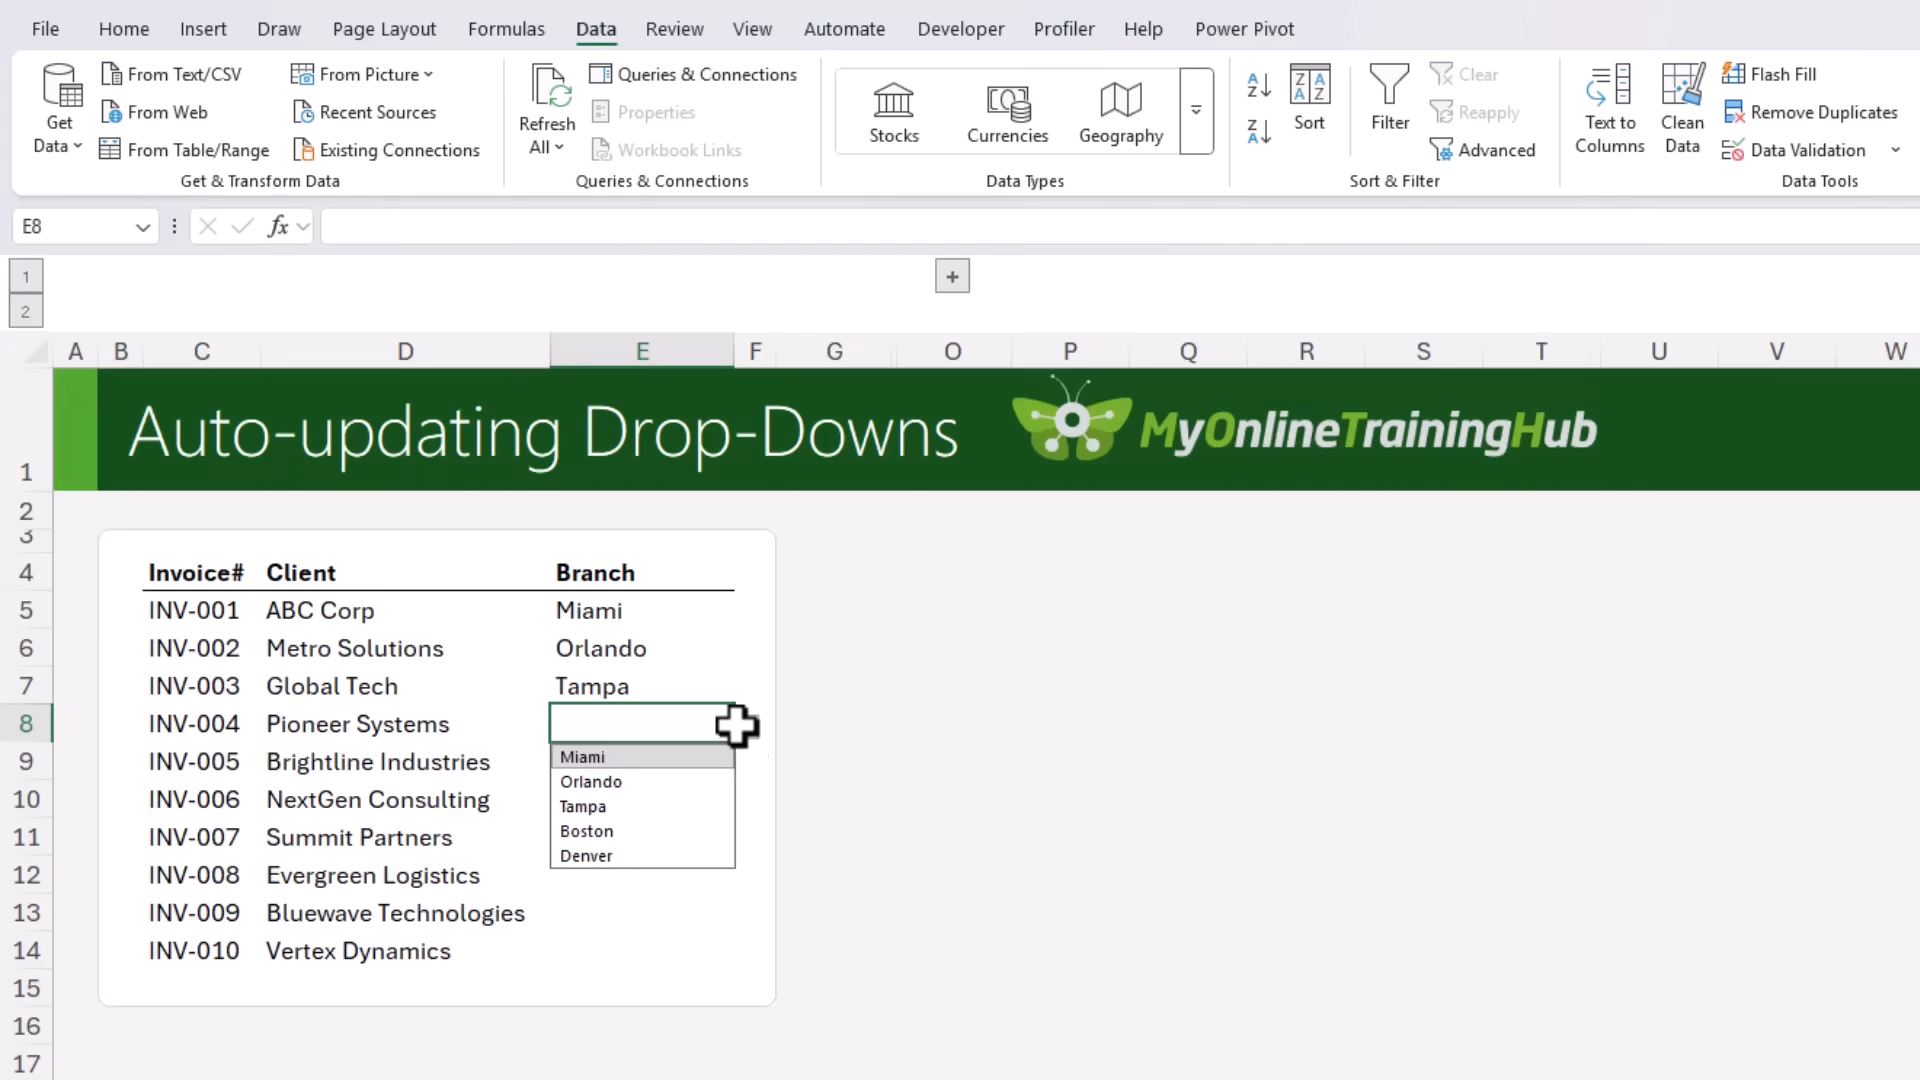 File Home Insert Draw Page Layout Formulas Data Review View Automate Developer Profiler Help Power Pivot
Get Data
From Text/CSV
From Web
From Table/Range
From Picture
Recent Sources
Existing Connections
Get & Transform Data
Refresh All
Queries & Connections
Properties
Workbook Links
Queries & Connections
Stocks
Currencies
Geography
Data Types
Sort
Filter
Clear
Reapply
Advanced
Sort & Filter
Text to Columns
Clean Data
Flash Fill
Remove Duplicates
Data Validation
Data Tools
E8
fx
1
2
+
A B C D E F G O P Q R S T U V W
1 Auto-updating Drop-Downs MyOnlineTrainingHub
2
3
4 Invoice# Client Branch
5 INV-001 ABC Corp Miami
6 INV-002 Metro Solutions Orlando
7 INV-003 Global Tech Tampa
8 INV-004 Pioneer Systems
9 INV-005 Brightline Industries
10 INV-006 NextGen Consulting
11 INV-007 Summit Partners
12 INV-008 Evergreen Logistics
13 INV-009 Bluewave Technologies
14 INV-010 Vertex Dynamics
15
16
17
Miami
Orlando
Tampa
Boston
Denver